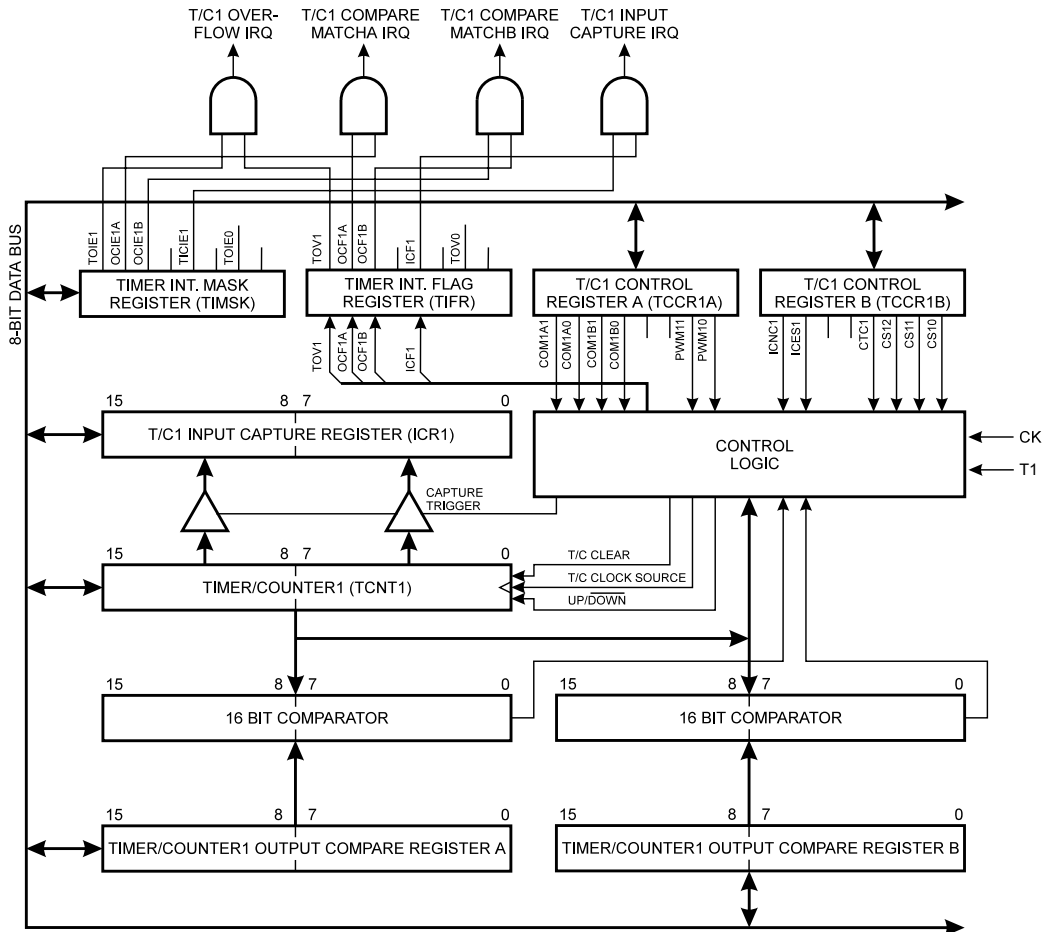 T/C1 OVER-
FLOW IRQ
T/C1 COMPARE
MATCHA IRQ
T/C1 COMPARE
MATCHB IRQ
T/C1 INPUT
CAPTURE IRQ
8-BIT DATA BUS
TOIE1
OCIE1A
OCIE1B
TICIE1
TOIE0
TOV1
OCF1A
OCF1B
ICF1
TOV0
TIMER INT. MASK
REGISTER (TIMSK)
TIMER INT. FLAG
REGISTER (TIFR)
T/C1 CONTROL
REGISTER A (TCCR1A)
T/C1 CONTROL
REGISTER B (TCCR1B)
TOV1
OCF1A
OCF1B
ICF1
COM1A1
COM1A0
COM1B1
COM1B0
PWM11
PWM10
ICNC1
ICES1
CTC1
CS12
CS11
CS10
15 8 7 0
T/C1 INPUT CAPTURE REGISTER (ICR1)
CONTROL
LOGIC
CK
T1
CAPTURE
TRIGGER
15 8 7 0
TIMER/COUNTER1 (TCNT1)
T/C CLEAR
T/C CLOCK SOURCE
UP/DOWN
15 8 7 0
16 BIT COMPARATOR
15 8 7 0
16 BIT COMPARATOR
15 8 7 0
TIMER/COUNTER1 OUTPUT COMPARE REGISTER A
15 8 7 0
TIMER/COUNTER1 OUTPUT COMPARE REGISTER B